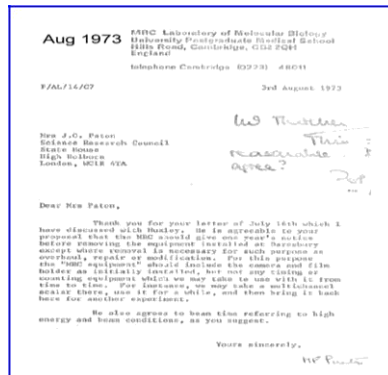 Aug 1973
MRC Laboratory of Molecular Biology
University Postgraduate Medical School
Hills Road, Cambridge, CB2 2QH
England
telephone Cambridge (0223) 48011
3rd August 1973
Mrs J.C. Paton
Science Research Council
State House
High Holborn
London, WC1R 4TA
This
reasonable
agree?
Dear Mrs Paton,
Thank you for your letter of July 16th which I
have discussed with Huxley. He is agreeable to your
proposal that the MRC should give one year's notice
before removing the equipment installed at Daresbury
except where removal is necessary for such purpose as
overhaul, repair or modification. For this purpose
the "MRC equipment" should include the camera and film
holder as initially installed, but not any timing or
counting equipment which we may take to use with it from
time to time. For instance, we may take a multichannel
scaler there, use it for a while, and then bring it back
here for another experiment.
He also agrees to beam time referring to high
energy and beam conditions, as you suggest.
Yours sincerely,